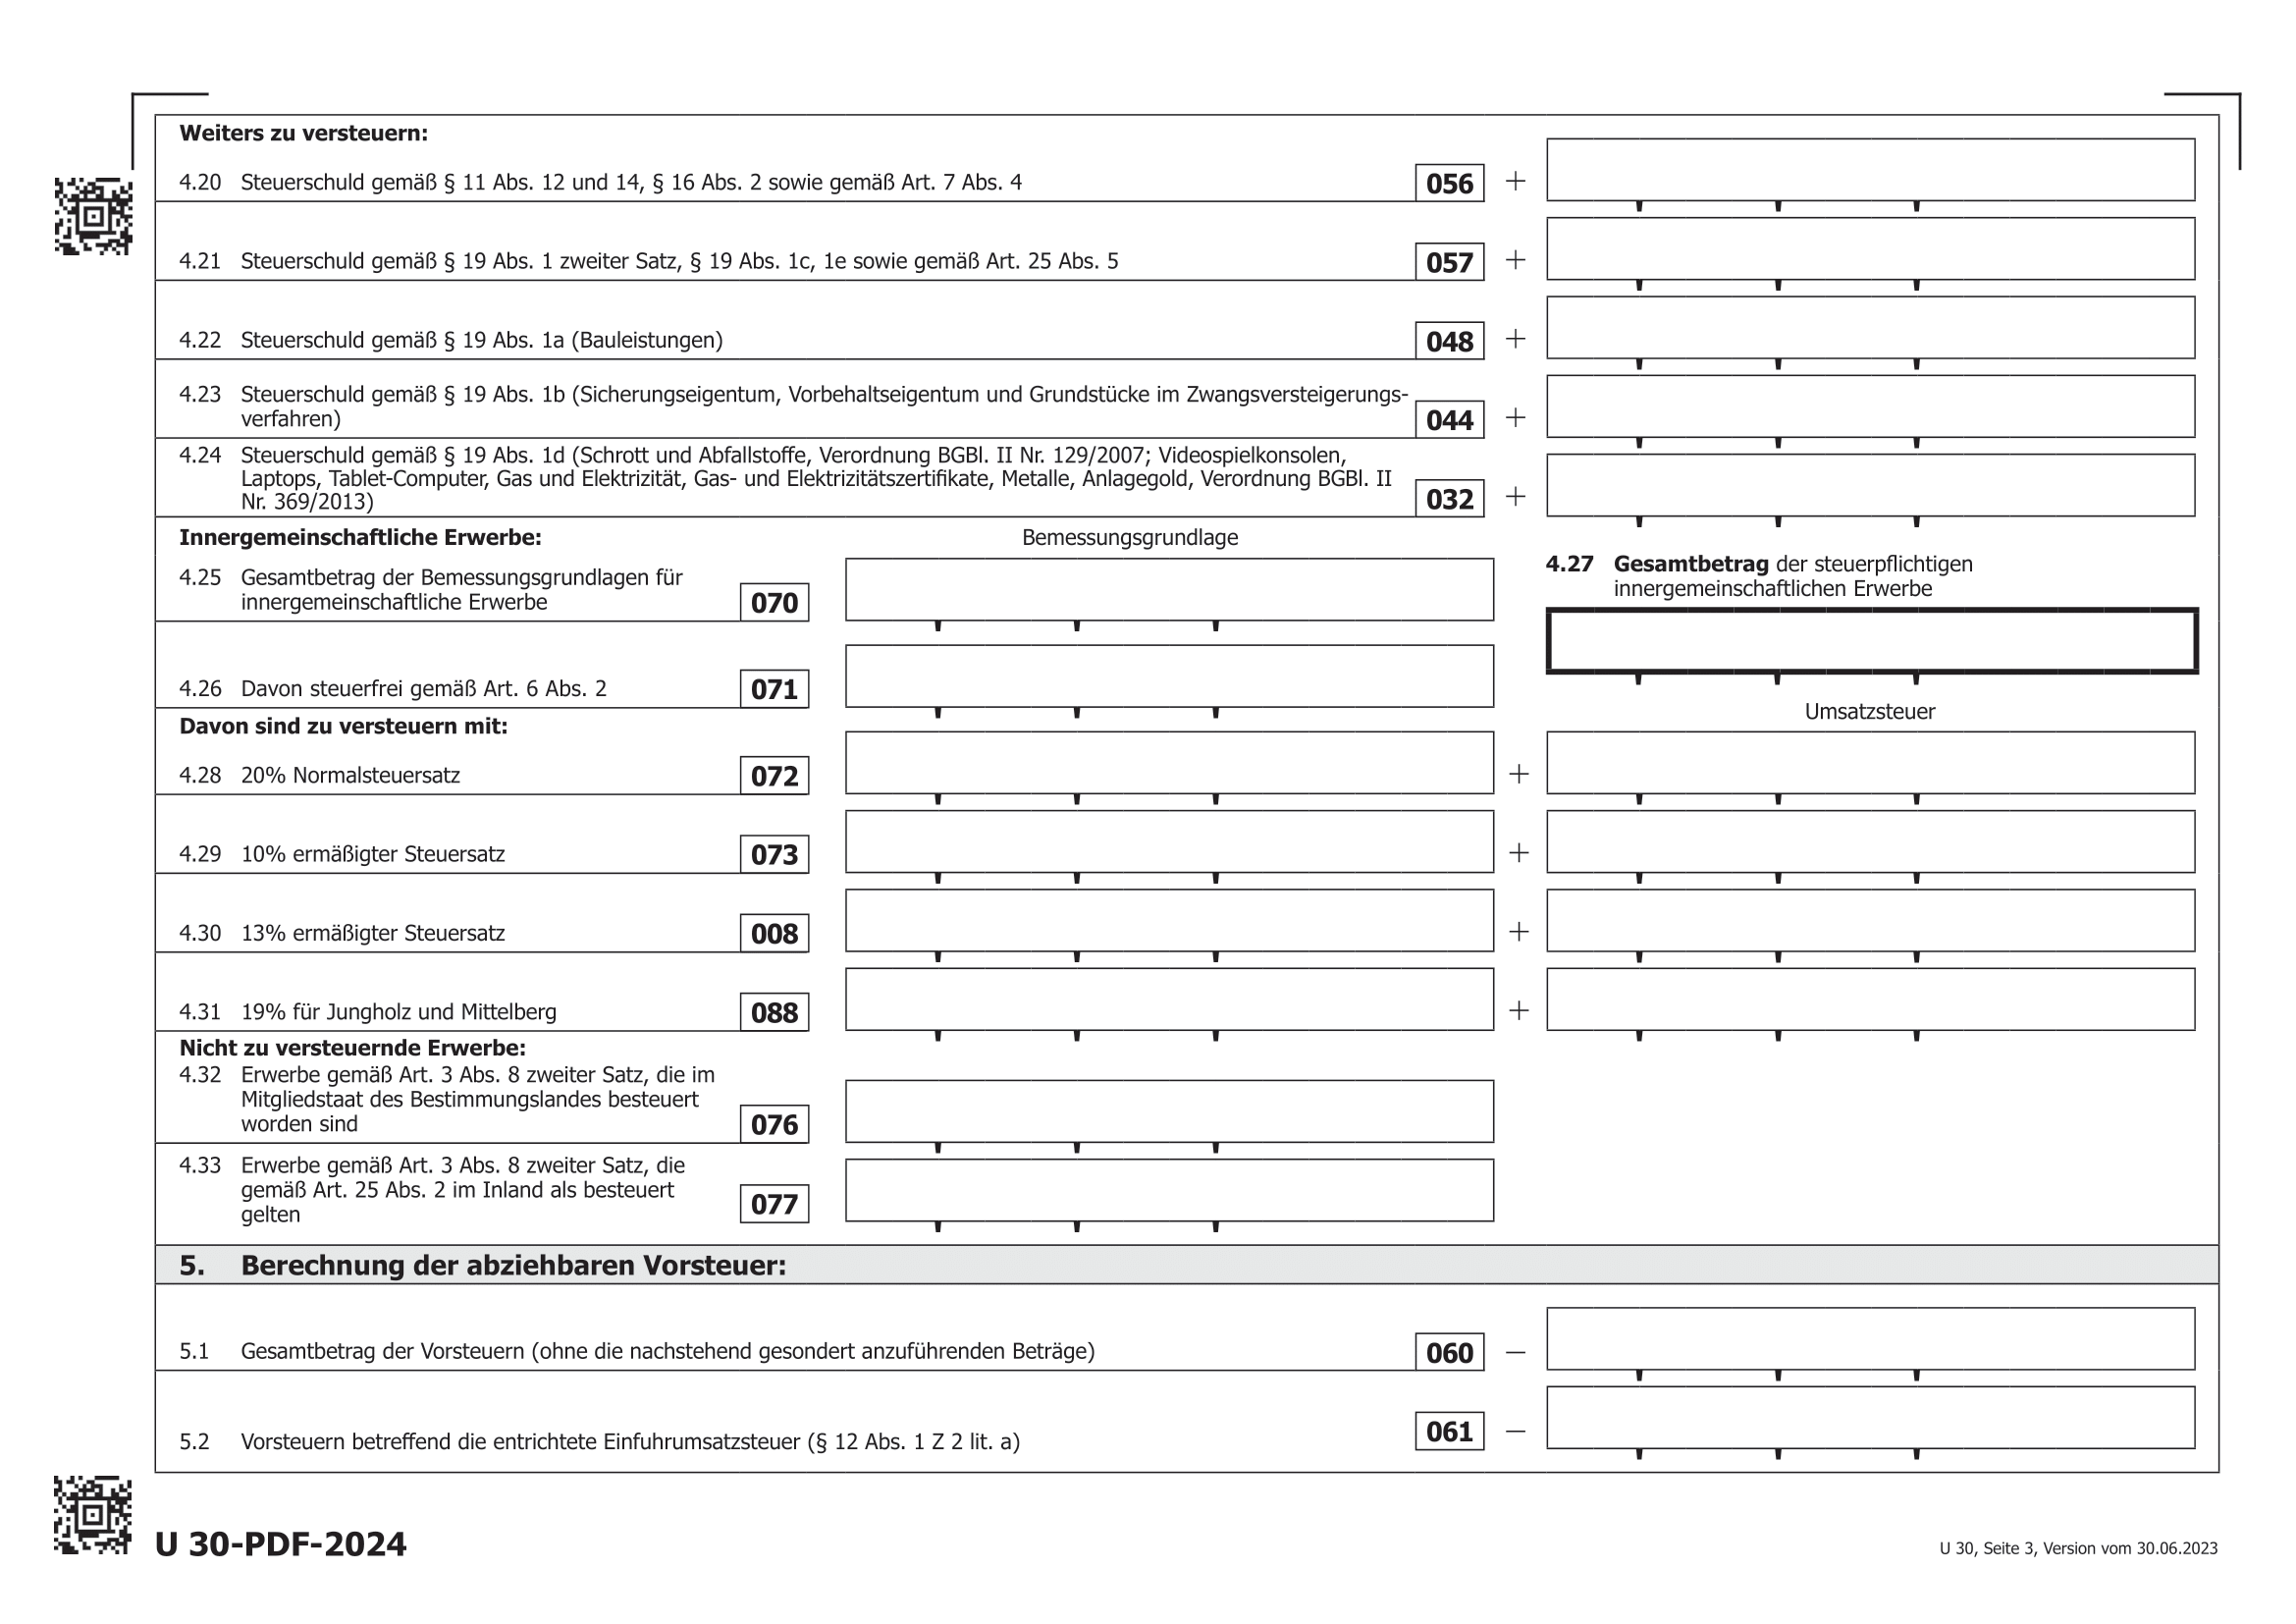 Weiters zu versteuern:
4.20 Steuerschuld gemäß § 11 Abs. 12 und 14, § 16 Abs. 2 sowie gemäß Art. 7 Abs. 4 056 +
4.21 Steuerschuld gemäß § 19 Abs. 1 zweiter Satz, § 19 Abs. 1c, 1e sowie gemäß Art. 25 Abs. 5 057 +
4.22 Steuerschuld gemäß § 19 Abs. 1a (Bauleistungen) 048 +
4.23 Steuerschuld gemäß § 19 Abs. 1b (Sicherungseigentum, Vorbehaltseigentum und Grundstücke im Zwangsversteigerungs-
verfahren) 044 +
4.24 Steuerschuld gemäß § 19 Abs. 1d (Schrott und Abfallstoffe, Verordnung BGBl. II Nr. 129/2007; Videospielkonsolen,
Laptops, Tablet-Computer, Gas und Elektrizität, Gas- und Elektrizitätszertifikate, Metalle, Anlagegold, Verordnung BGBl. II
Nr. 369/2013) 032 +
Innergemeinschaftliche Erwerbe: Bemessungsgrundlage
4.25 Gesamtbetrag der Bemessungsgrundlagen für
innergemeinschaftliche Erwerbe 070
4.27 Gesamtbetrag der steuerpflichtigen
innergemeinschaftlichen Erwerbe
4.26 Davon steuerfrei gemäß Art. 6 Abs. 2 071
Umsatzsteuer
Davon sind zu versteuern mit:
4.28 20% Normalsteuersatz 072 +
4.29 10% ermäßigter Steuersatz 073 +
4.30 13% ermäßigter Steuersatz 008 +
4.31 19% für Jungholz und Mittelberg 088 +
Nicht zu versteuernde Erwerbe:
4.32 Erwerbe gemäß Art. 3 Abs. 8 zweiter Satz, die im
Mitgliedstaat des Bestimmungslandes besteuert
worden sind 076
4.33 Erwerbe gemäß Art. 3 Abs. 8 zweiter Satz, die
gemäß Art. 25 Abs. 2 im Inland als besteuert
gelten 077
5. Berechnung der abziehbaren Vorsteuer:
5.1 Gesamtbetrag der Vorsteuern (ohne die nachstehend gesondert anzuführenden Beträge) 060 −
5.2 Vorsteuern betreffend die entrichtete Einfuhrumsatzsteuer (§ 12 Abs. 1 Z 2 lit. a) 061 −
U 30-PDF-2024
U 30, Seite 3, Version vom 30.06.2023